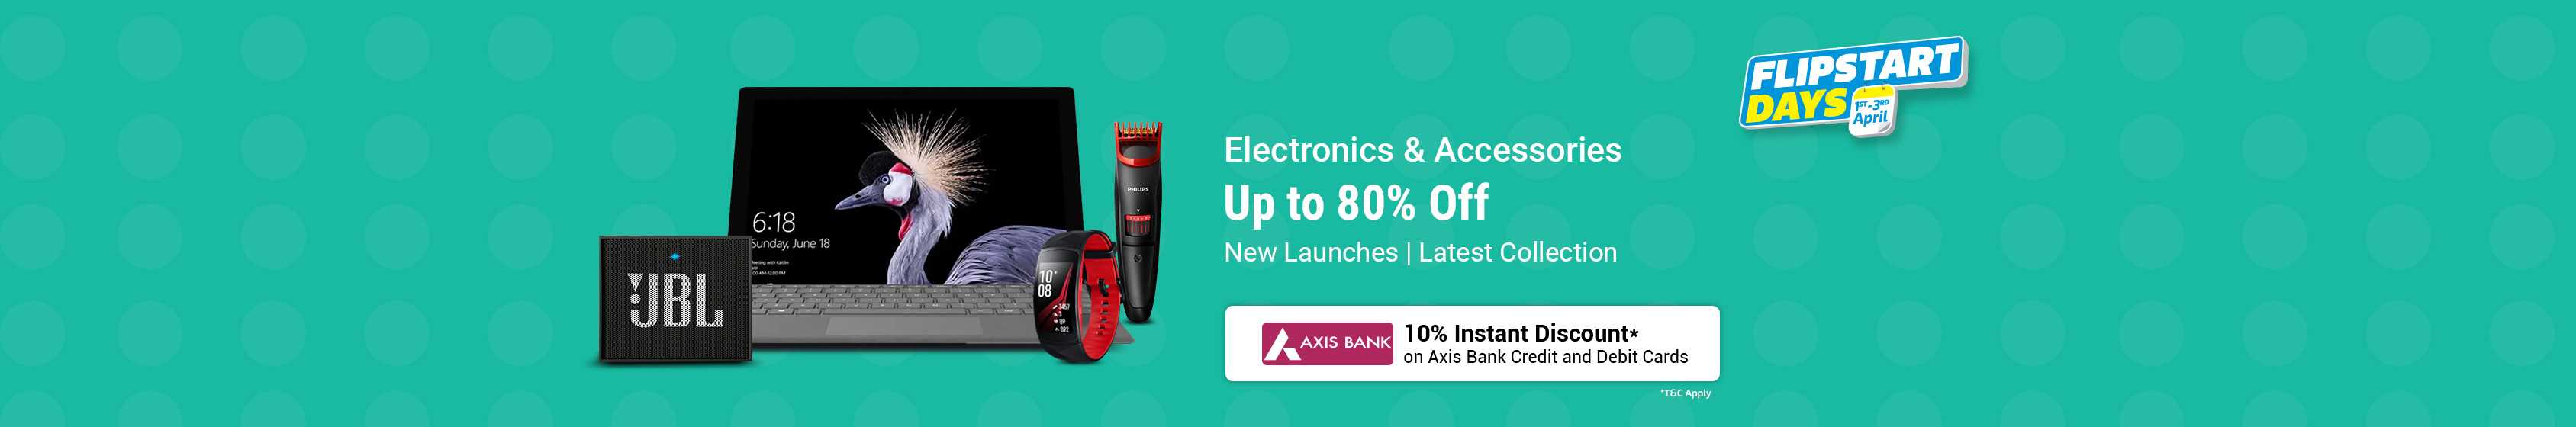 FLIPSTART
DAYS
1ST-3RD
April
Electronics & Accessories
Up to 80% Off
New Launches | Latest Collection
AXIS BANK
10% Instant Discount*
on Axis Bank Credit and Debit Cards
*T&C Apply
6:18
Sunday, June 18
JBL
PHILIPS
10
08